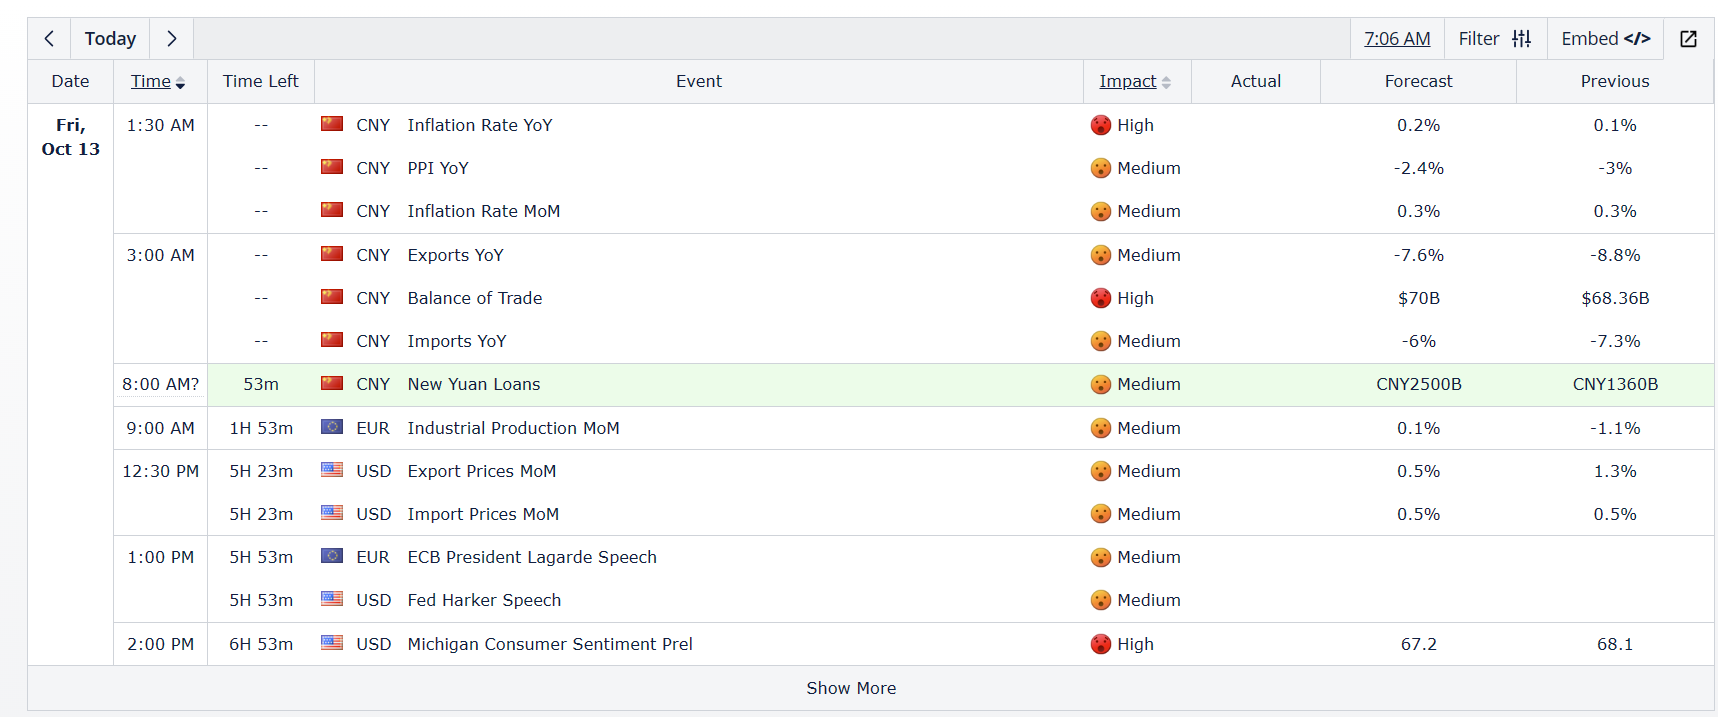 Today 7:06 AM Filter Embed </>
Date Time Time Left Event Impact Actual Forecast Previous
Fri, Oct 13 1:30 AM -- CNY Inflation Rate YoY High 0.2% 0.1%
-- CNY PPI YoY Medium -2.4% -3%
-- CNY Inflation Rate MoM Medium 0.3% 0.3%
3:00 AM -- CNY Exports YoY Medium -7.6% -8.8%
-- CNY Balance of Trade High $70B $68.36B
-- CNY Imports YoY Medium -6% -7.3%
8:00 AM? 53m CNY New Yuan Loans Medium CNY2500B CNY1360B
9:00 AM 1H 53m EUR Industrial Production MoM Medium 0.1% -1.1%
12:30 PM 5H 23m USD Export Prices MoM Medium 0.5% 1.3%
5H 23m USD Import Prices MoM Medium 0.5% 0.5%
1:00 PM 5H 53m EUR ECB President Lagarde Speech Medium
5H 53m USD Fed Harker Speech Medium
2:00 PM 6H 53m USD Michigan Consumer Sentiment Prel High 67.2 68.1
Show More